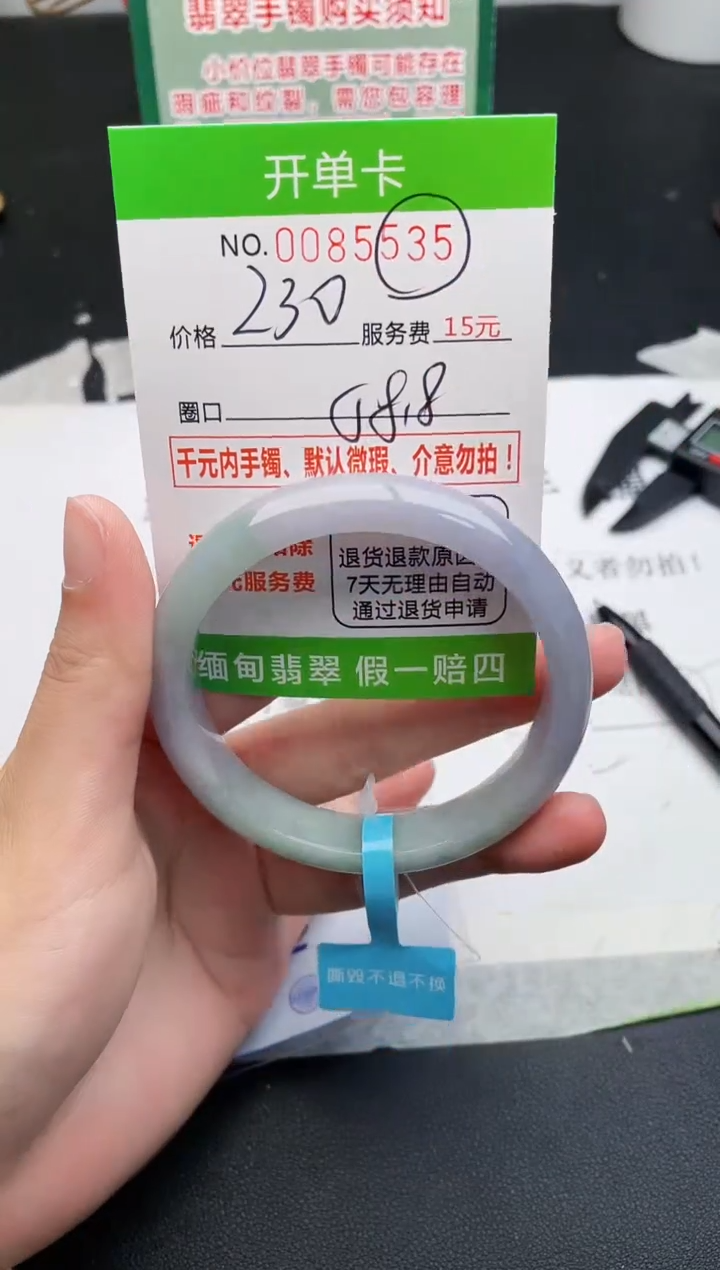 翡翠手镯购买须知
小价位翡翠手镯可能存在
瑕疵和纹裂，需您包容理
开单卡
NO. 0085535
价格 230 服务费 15元
圈口 58.8
千元内手镯、默认微瑕、介意勿拍！
除
服务费
退货退款原因
7天无理由自动
通过退货申请
缅甸翡翠 假一赔四
义者勿拍！
撕毁不退不换